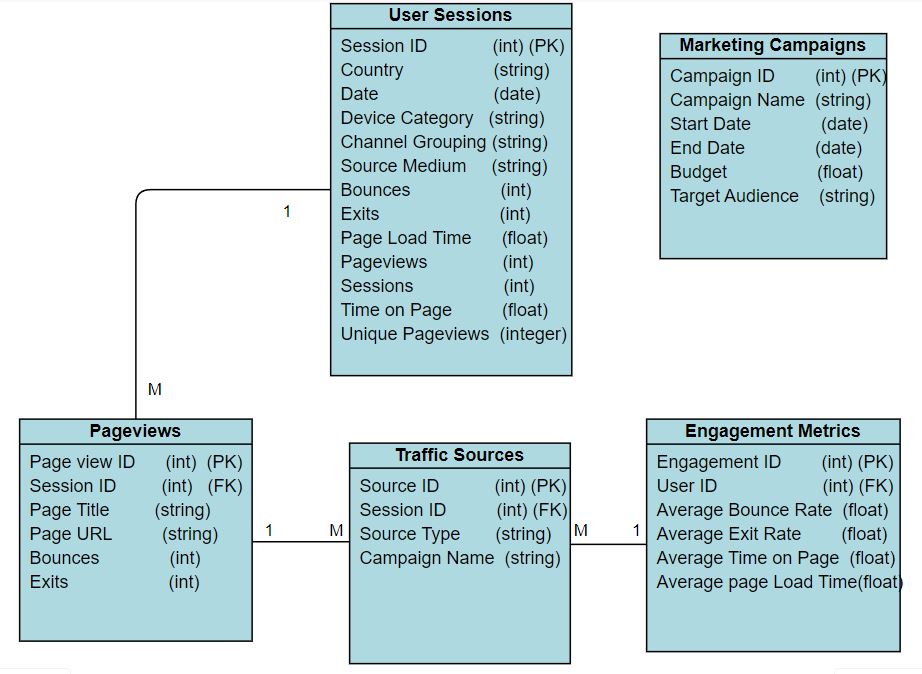 User Sessions
Session ID (int) (PK)
Country (string)
Date (date)
Device Category (string)
Channel Grouping (string)
Source Medium (string)
Bounces (int)
Exits (int)
Page Load Time (float)
Pageviews (int)
Sessions (int)
Time on Page (float)
Unique Pageviews (integer)
Marketing Campaigns
Campaign ID (int) (PK)
Campaign Name (string)
Start Date (date)
End Date (date)
Budget (float)
Target Audience (string)
1
M
Pageviews
Page view ID (int) (PK)
Session ID (int) (FK)
Page Title (string)
Page URL (string)
Bounces (int)
Exits (int)
1
M
Traffic Sources
Source ID (int) (PK)
Session ID (int) (FK)
Source Type (string)
Campaign Name (string)
M
1
Engagement Metrics
Engagement ID (int) (PK)
User ID (int) (FK)
Average Bounce Rate (float)
Average Exit Rate (float)
Average Time on Page (float)
Average page Load Time(float)